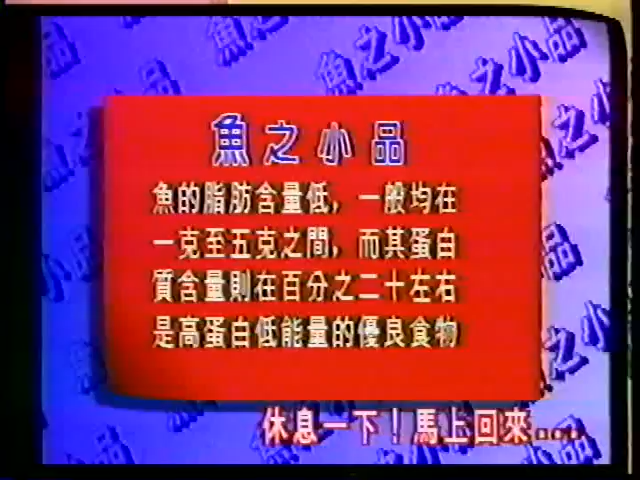 魚之小品
魚的脂肪含量低，一般均在
一克至五克之間，而其蛋白
質含量則在百分之二十左右
是高蛋白低能量的優良食物
休息一下！馬上回來。。。